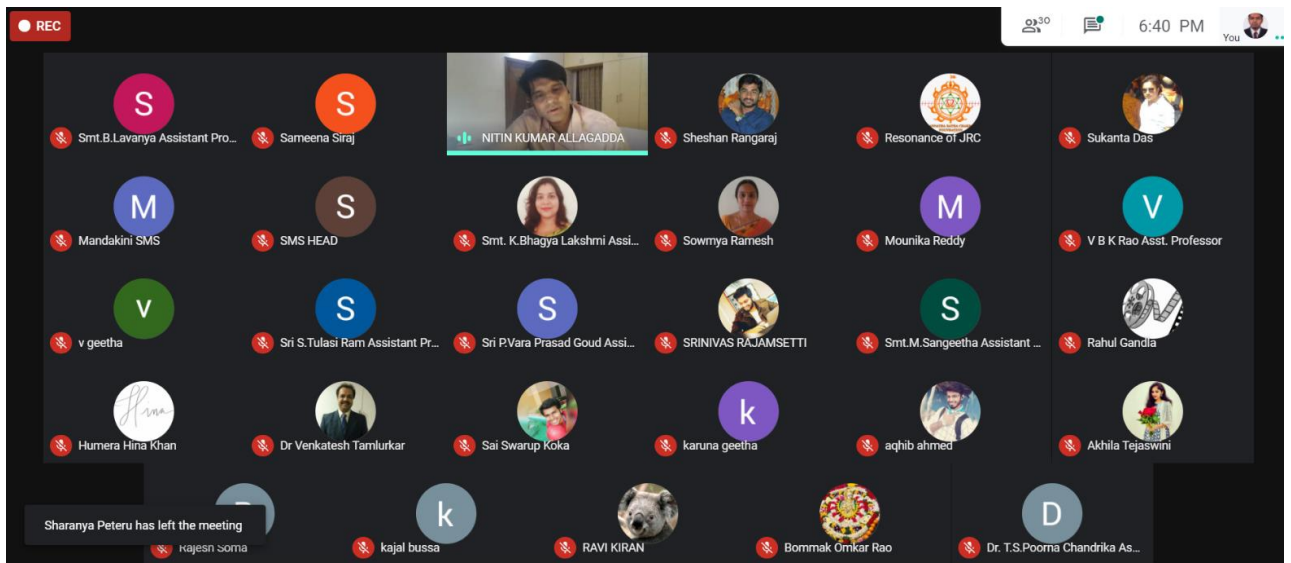 REC
30
6:40 PM
You
S
S
S
Smt.B.Lavanya Assistant Pro...
Sameena Siraj
NITIN KUMAR ALLAGADDA
Sheshan Rangaraj
Resonance of JRC
Sukanta Das
M
S
M
V
Mandakini SMS
SMS HEAD
Smt. K.Bhagya Lakshmi Assi...
Sowmya Ramesh
Mounika Reddy
V B K Rao Asst. Professor
v
S
S
S
v geetha
Sri S.Tulasi Ram Assistant Pr...
Sri P.Vara Prasad Goud Assi...
SRINIVAS RAJAMSETTI
Smt.M.Sangeetha Assistant ...
Rahul Gandla
Hina
k
Humera Hina Khan
Dr Venkatesh Tamlurkar
Sai Swarup Koka
karuna geetha
aqhib ahmed
Akhila Tejaswini
k
D
Sharanya Peteru has left the meeting
Rajesh Soma
kajal bussa
RAVI KIRAN
Bommak Omkar Rao
Dr. T.S.Poorna Chandrika As...